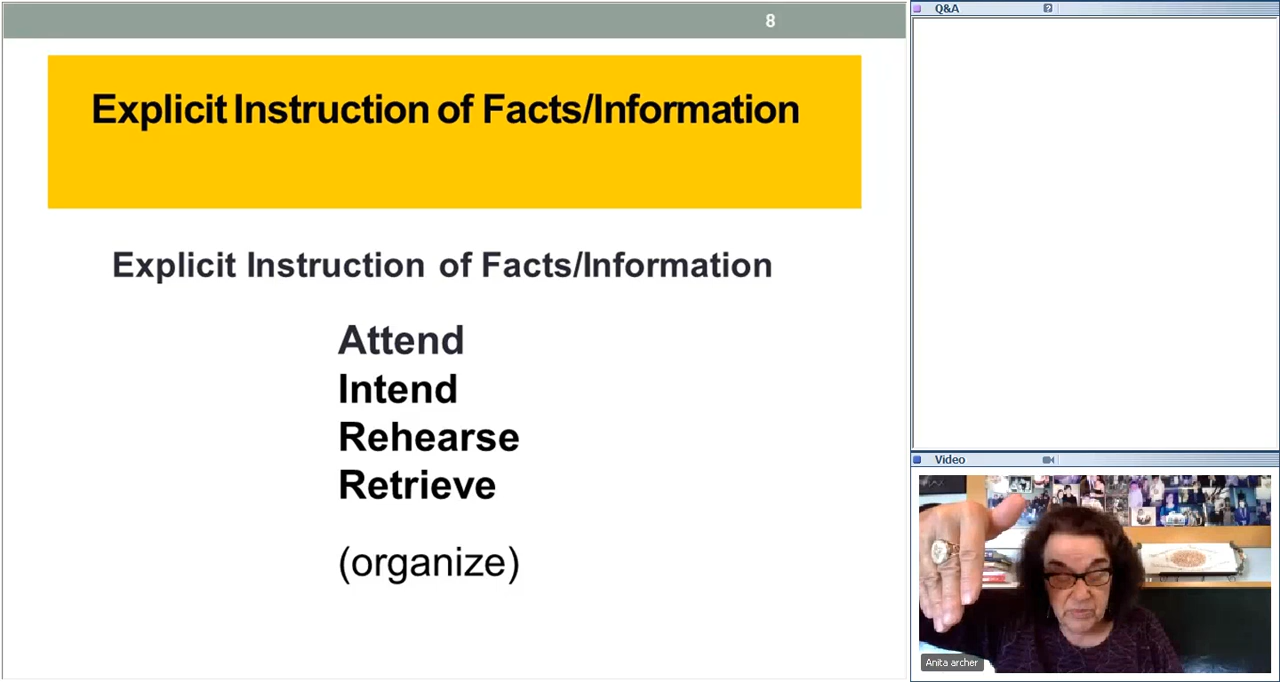 8
Explicit Instruction of Facts/Information
Explicit Instruction of Facts/Information
Attend
Intend
Rehearse
Retrieve
(organize)
Q&A
?
Video
Anita archer